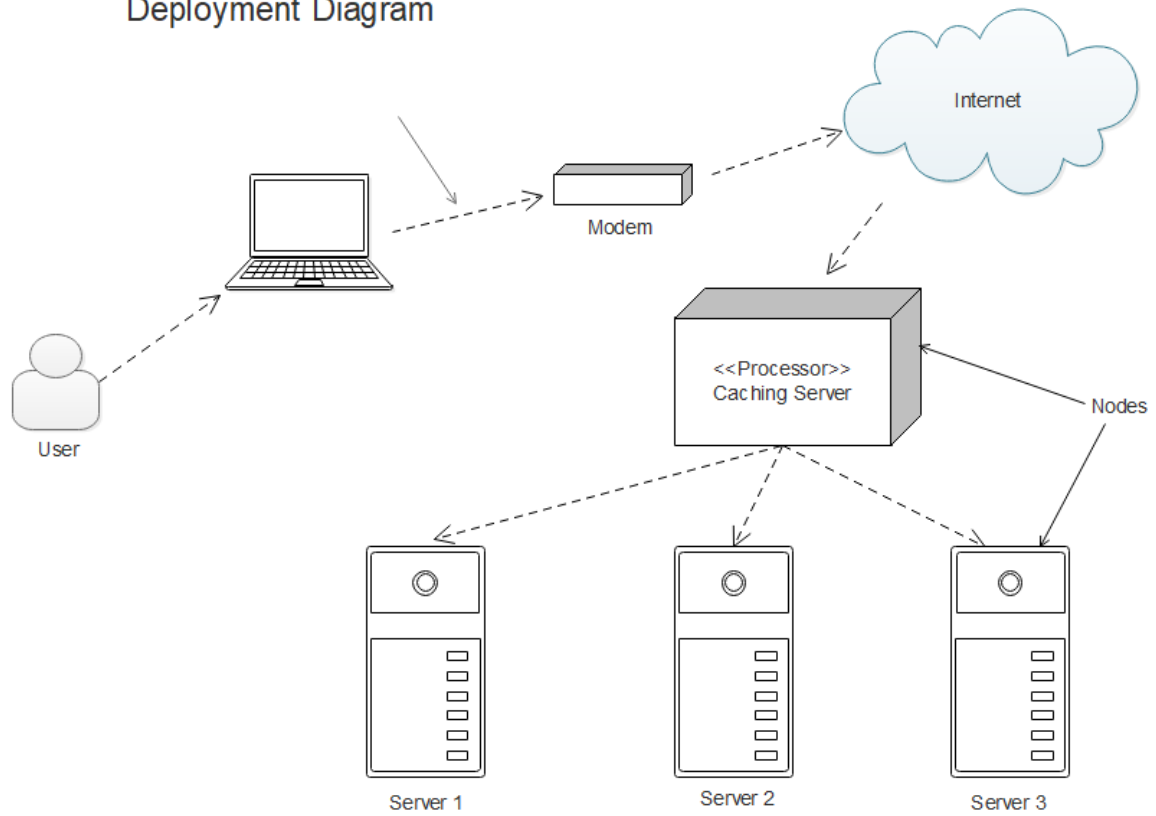 Deployment Diagram
Internet
Modem
<<Processor>>
Caching Server
Nodes
User
Server 1
Server 2
Server 3